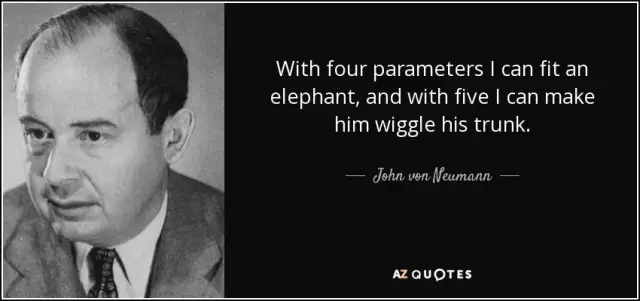 With four parameters I can fit an
elephant, and with five I can make
him wiggle his trunk.
John von Neumann
AZ QUOTES